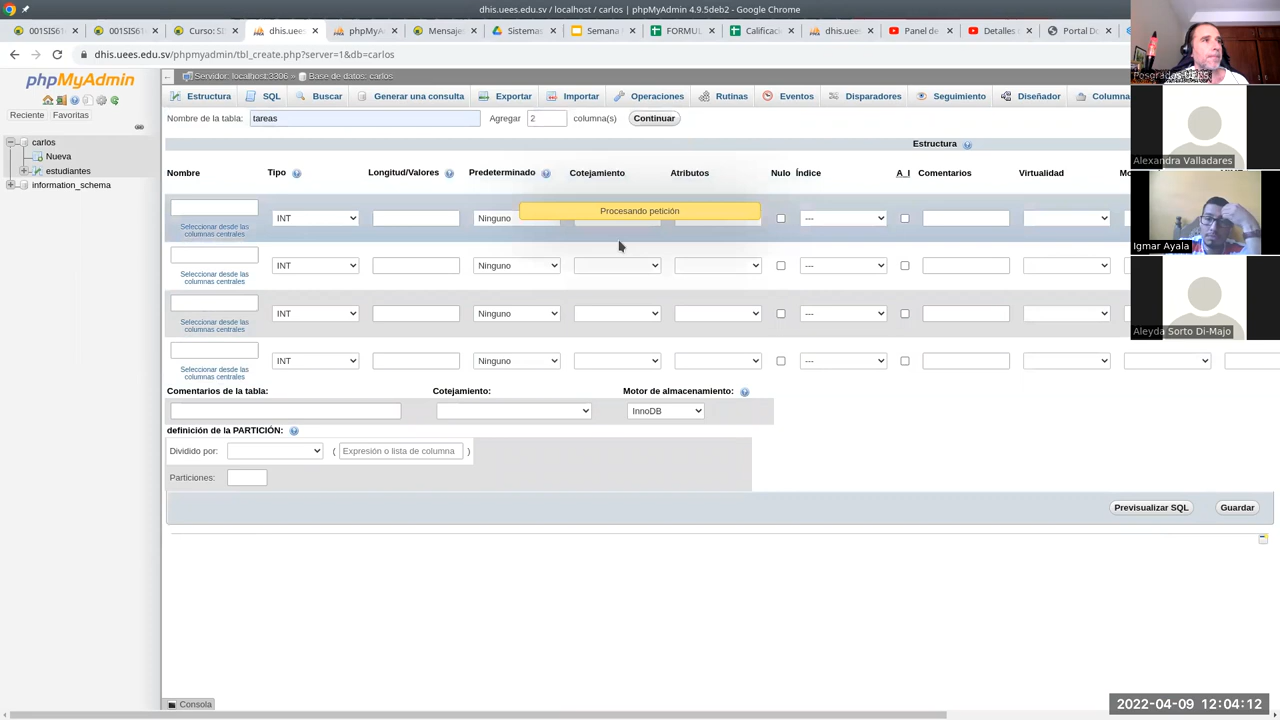 dhis.uees.edu.sv / localhost / carlos | phpMyAdmin 4.9.5deb2 - Google Chrome
001SIS6 001SIS Curso: SI dhis.uees phpMyA Mensajes Sistemas Semana FORMUL Calificac dhis.uees Panel de Detalles Portal D
dhis.uees.edu.sv/phpmyadmin/tbl_create.php?server=1&db=carlos
phpMyAdmin
Reciente Favoritas
carlos
Nueva
estudiantes
information_schema
Servidor: localhost:3306 » Base de datos: carlos
Estructura SQL Buscar Generar una consulta Exportar Importar Operaciones Rutinas Eventos Disparadores Seguimiento Diseñador Columnas
Nombre de la tabla: tareas Agregar 2 columna(s) Continuar
Estructura
Nombre Tipo Longitud/Valores Predeterminado Cotejamiento Atributos Nulo Índice A_I Comentarios Virtualidad
Procesando petición
INT Ninguno ---
Seleccionar desde las
columnas centrales
INT Ninguno ---
Seleccionar desde las
columnas centrales
INT Ninguno ---
Seleccionar desde las
columnas centrales
INT Ninguno ---
Seleccionar desde las
columnas centrales
Comentarios de la tabla: Cotejamiento: Motor de almacenamiento:
InnoDB
definición de la PARTICIÓN:
Dividido por: ( Expresión o lista de columna )
Particiones:
Previsualizar SQL Guardar
Consola
Alexandra Valladares
Igmar Ayala
Aleyda Sorto Di-Majo
2022-04-09 12:04:12